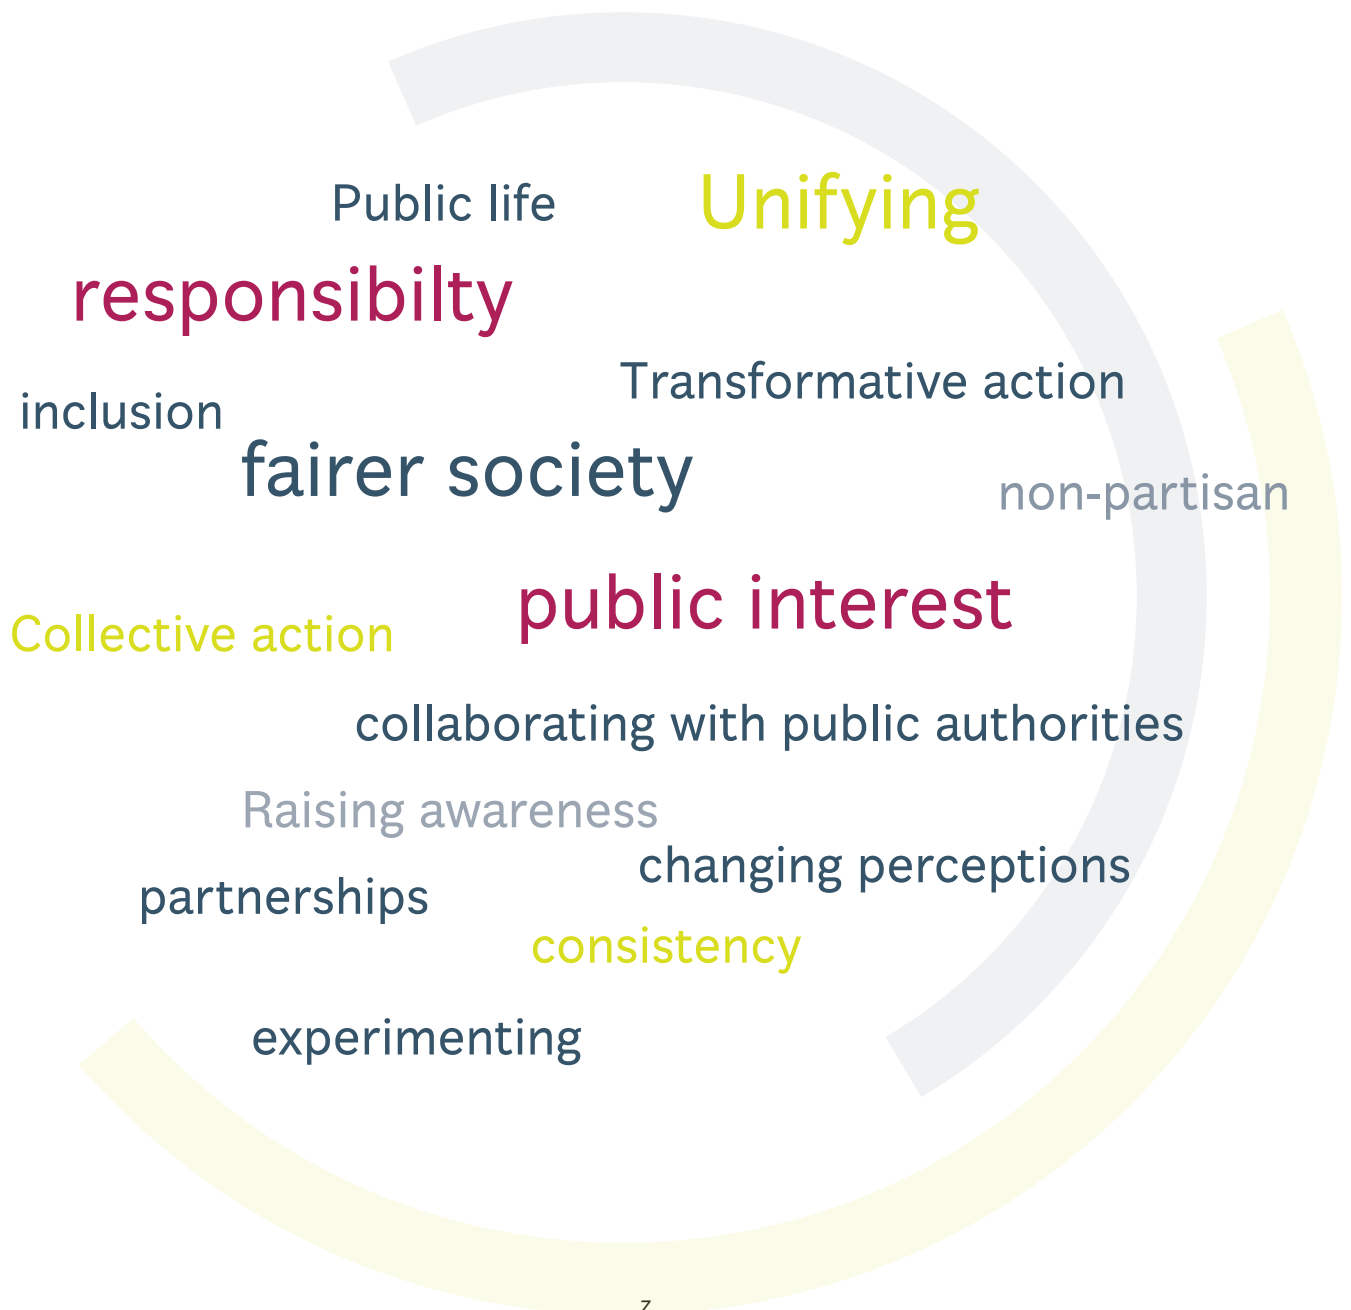 Public life
Unifying
responsibilty
Transformative action
inclusion
fairer society
non-partisan
public interest
Collective action
collaborating with public authorities
Raising awareness
changing perceptions
partnerships
consistency
experimenting
7